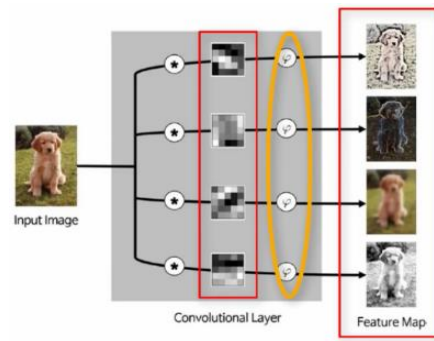 φ
φ
φ
φ
Input Image
Convolutional Layer
Feature Map